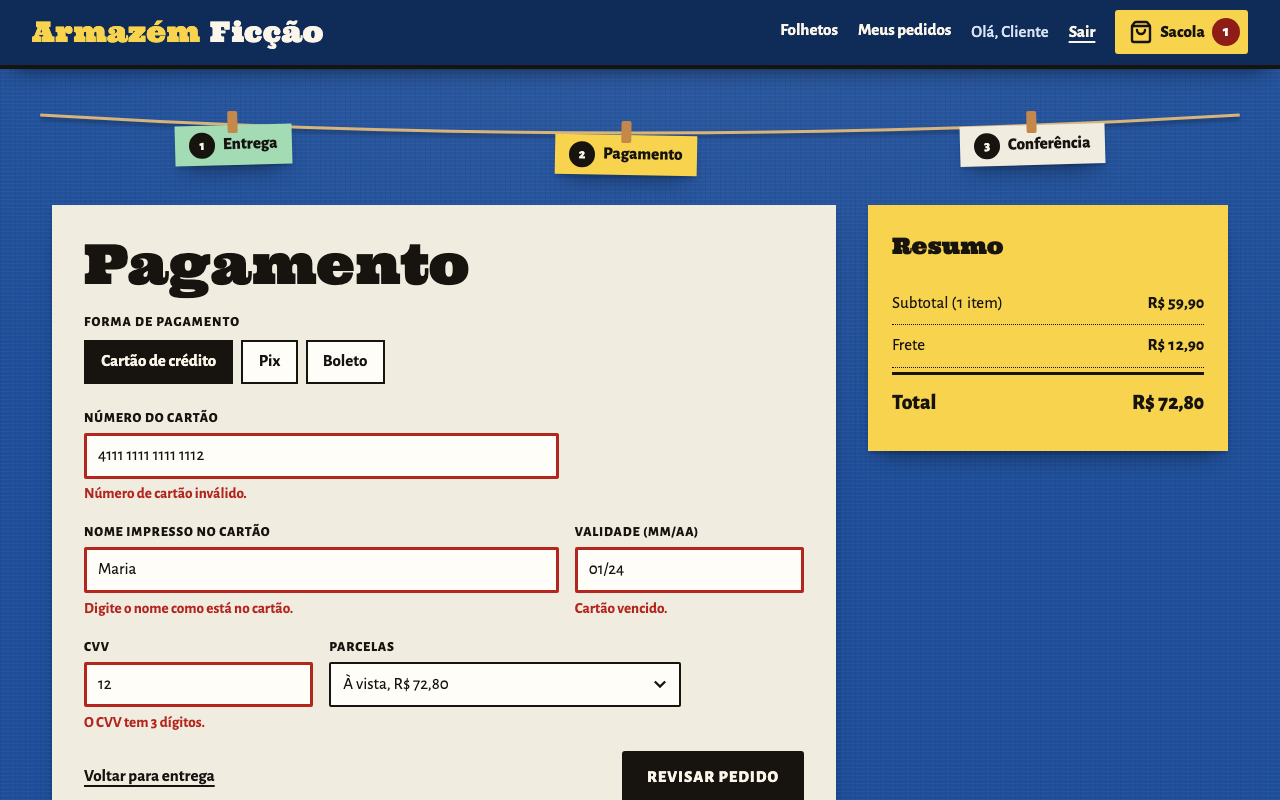 Armazém Ficção
Folhetos
Meus pedidos
Olá, Cliente
Sair
Sacola
1
1 Entrega
2 Pagamento
3 Conferência
Pagamento
FORMA DE PAGAMENTO
Cartão de crédito
Pix
Boleto
NÚMERO DO CARTÃO
4111 1111 1111 1112
Número de cartão inválido.
NOME IMPRESSO NO CARTÃO
Maria
Digite o nome como está no cartão.
VALIDADE (MM/AA)
01/24
Cartão vencido.
CVV
12
O CVV tem 3 dígitos.
PARCELAS
À vista, R$ 72,80
Voltar para entrega
REVISAR PEDIDO
Resumo
Subtotal (1 item) R$ 59,90
Frete R$ 12,90
Total R$ 72,80